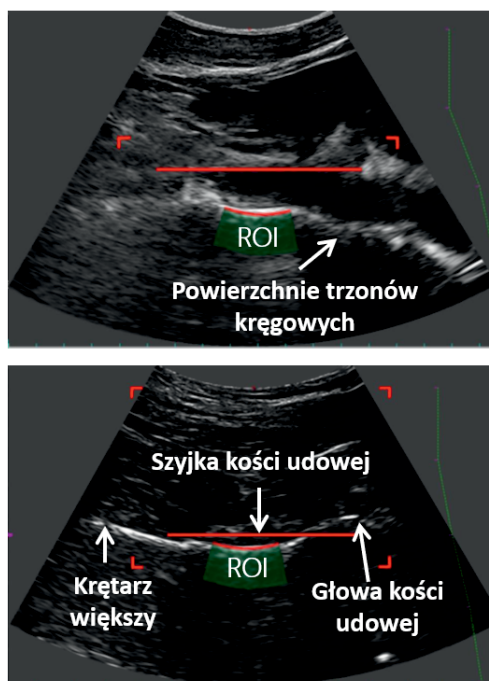 ROI
Powierzchnie trzonów
kręgowych
Szyjka kości udowej
ROI
Krętarz
większy
Głowa kości
udowej